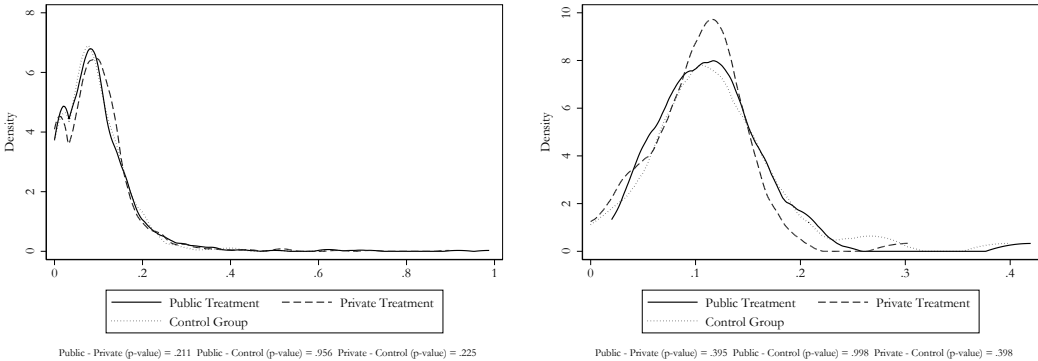 Density
8
6
4
2
0
0 .2 .4 .6 .8 1
Public Treatment Private Treatment
Control Group
Public - Private (p-value) = .211 Public - Control (p-value) = .956 Private - Control (p-value) = .225
Density
10
8
6
4
2
0
0 .1 .2 .3 .4
Public Treatment Private Treatment
Control Group
Public - Private (p-value) = .395 Public - Control (p-value) = .998 Private - Control (p-value) = .398